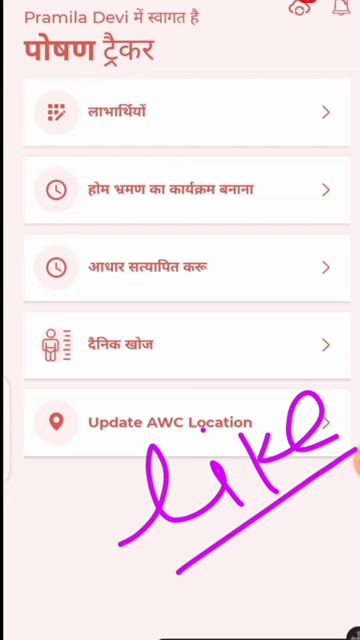 Pramila Devi में स्वागत है
पोषण ट्रैकर
लाभार्थियों
होम भ्रमण का कार्यक्रम बनाना
आधार सत्यापित करू
दैनिक खोज
Update AWC Location
Like